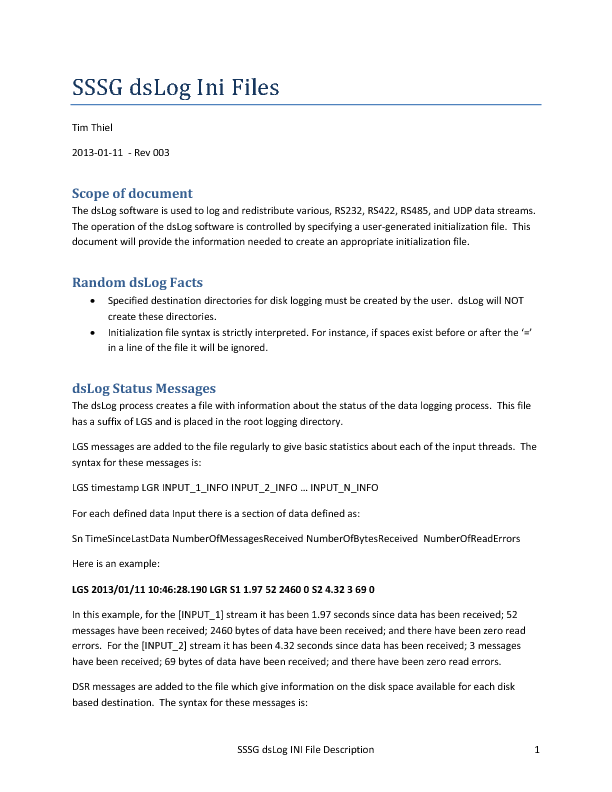 SSSG dsLog Ini Files
Tim Thiel
2013-01-11  - Rev 003
Scope of document
The dsLog software is used to log and redistribute various, RS232, RS422, RS485, and UDP data streams.
The operation of the dsLog software is controlled by specifying a user-generated initialization file.  This
document will provide the information needed to create an appropriate initialization file.
Random dsLog Facts
• Specified destination directories for disk logging must be created by the user.  dsLog will NOT
create these directories.
• Initialization file syntax is strictly interpreted. For instance, if spaces exist before or after the ‘=’
in a line of the file it will be ignored.
dsLog Status Messages
The dsLog process creates a file with information about the status of the data logging process.  This file
has a suffix of LGS and is placed in the root logging directory.
LGS messages are added to the file regularly to give basic statistics about each of the input threads.  The
syntax for these messages is:
LGS timestamp LGR INPUT_1_INFO INPUT_2_INFO … INPUT_N_INFO
For each defined data Input there is a section of data defined as:
Sn TimeSinceLastData NumberOfMessagesReceived NumberOfBytesReceived  NumberOfReadErrors
Here is an example:
LGS 2013/01/11 10:46:28.190 LGR S1 1.97 52 2460 0 S2 4.32 3 69 0
In this example, for the [INPUT_1] stream it has been 1.97 seconds since data has been received; 52
messages have been received; 2460 bytes of data have been received; and there have been zero read
errors.  For the [INPUT_2] stream it has been 4.32 seconds since data has been received; 3 messages
have been received; 69 bytes of data have been received; and there have been zero read errors.
DSR messages are added to the file which give information on the disk space available for each disk
based destination.  The syntax for these messages is:
SSSG dsLog INI File Description 1